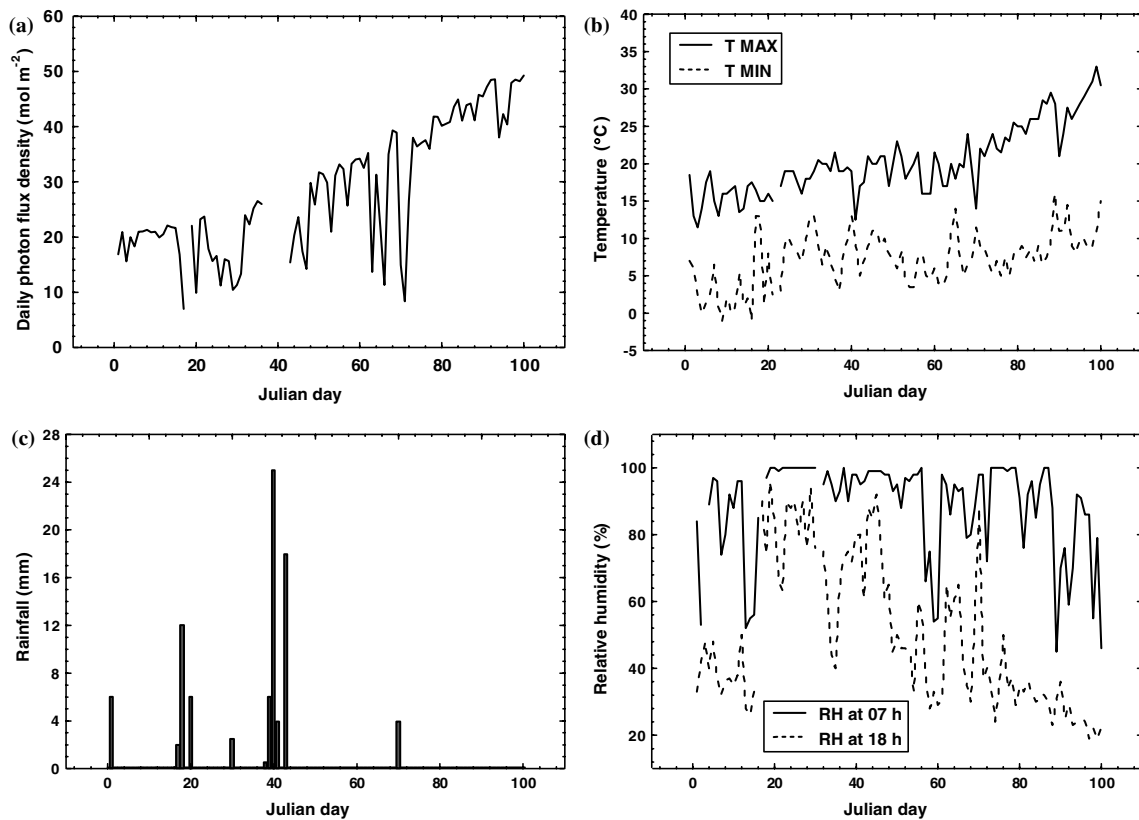 (a)
Daily photon flux density (mol m⁻²)
60
50
40
30
20
10
0
0 20 40 60 80 100
Julian day
(b)
Temperature (°C)
40
35
30
25
20
15
10
5
0
-5
T MAX
T MIN
0 20 40 60 80 100
Julian day
(c)
Rainfall (mm)
28
24
20
16
12
8
4
0
0 20 40 60 80 100
Julian day
(d)
Relative humidity (%)
100
80
60
40
20
RH at 07 h
RH at 18 h
0 20 40 60 80 100
Julian day